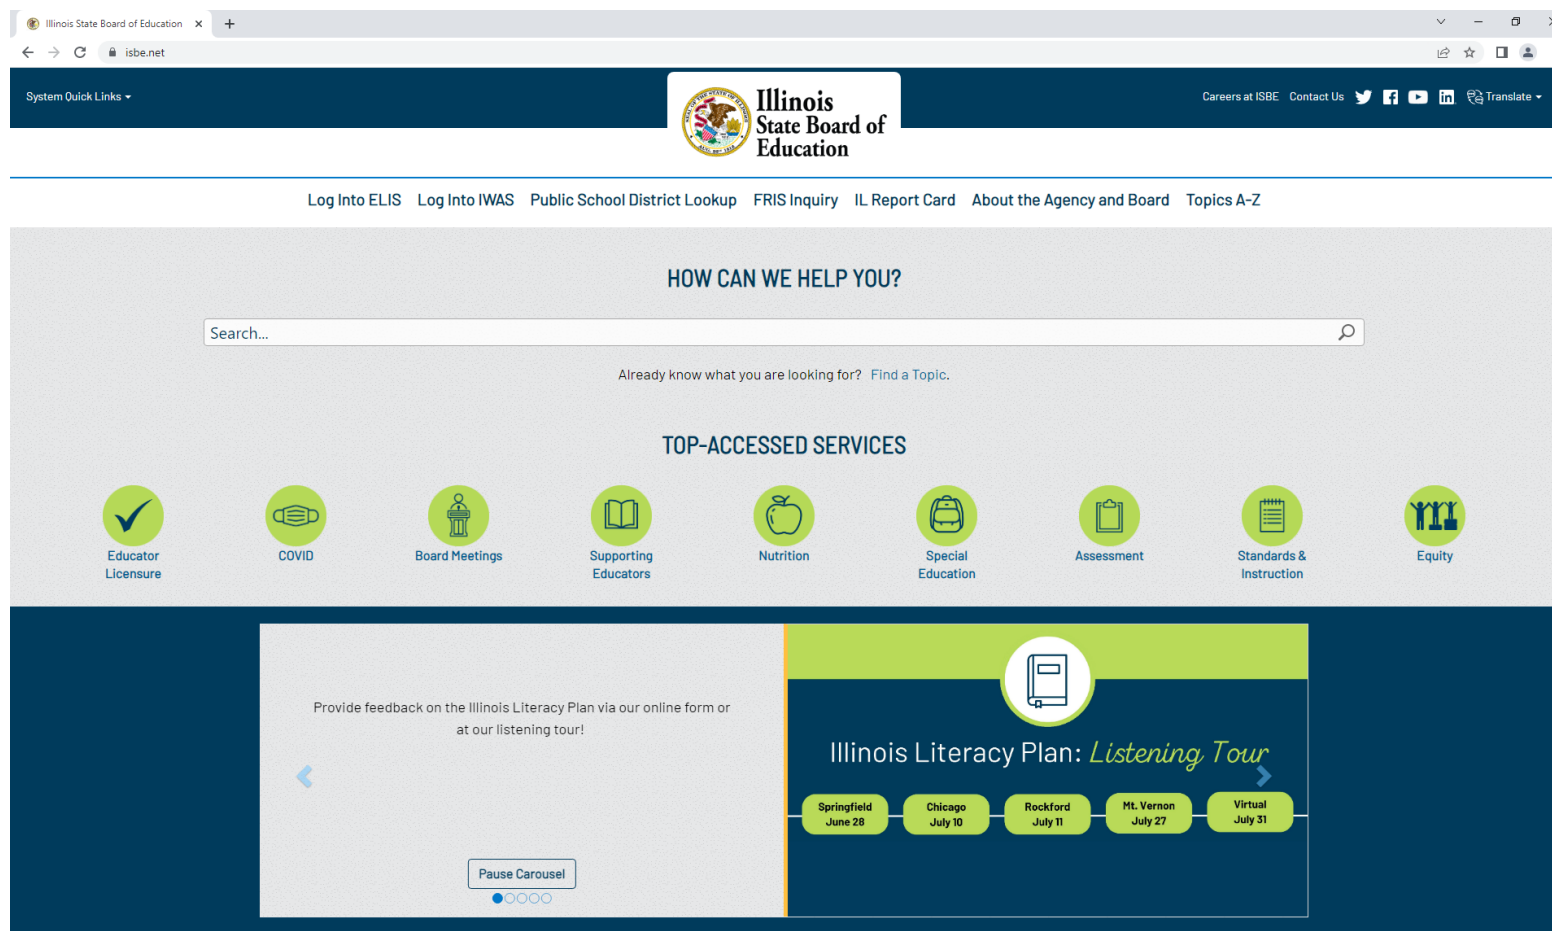 Illinois State Board of Education
isbe.net
System Quick Links
Illinois
State Board of
Education
Careers at ISBE Contact Us Translate
Log Into ELIS Log Into IWAS Public School District Lookup FRIS Inquiry IL Report Card About the Agency and Board Topics A-Z
HOW CAN WE HELP YOU?
Search...
Already know what you are looking for? Find a Topic.
TOP-ACCESSED SERVICES
Educator
Licensure
COVID
Board Meetings
Supporting
Educators
Nutrition
Special
Education
Assessment
Standards &
Instruction
Equity
Provide feedback on the Illinois Literacy Plan via our online form or
at our listening tour!
Pause Carousel
Illinois Literacy Plan: Listening Tour
Springfield
June 28
Chicago
July 10
Rockford
July 11
Mt. Vernon
July 27
Virtual
July 31